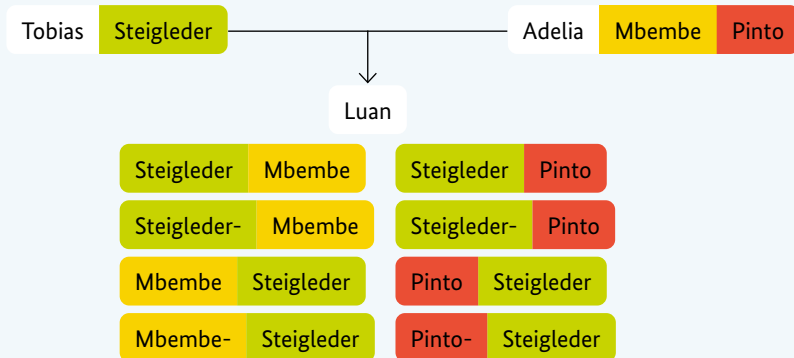 Tobias Steigleder Adelia Mbembe Pinto
Luan
Steigleder Mbembe Steigleder Pinto
Steigleder- Mbembe Steigleder- Pinto
Mbembe Steigleder Pinto Steigleder
Mbembe- Steigleder Pinto- Steigleder